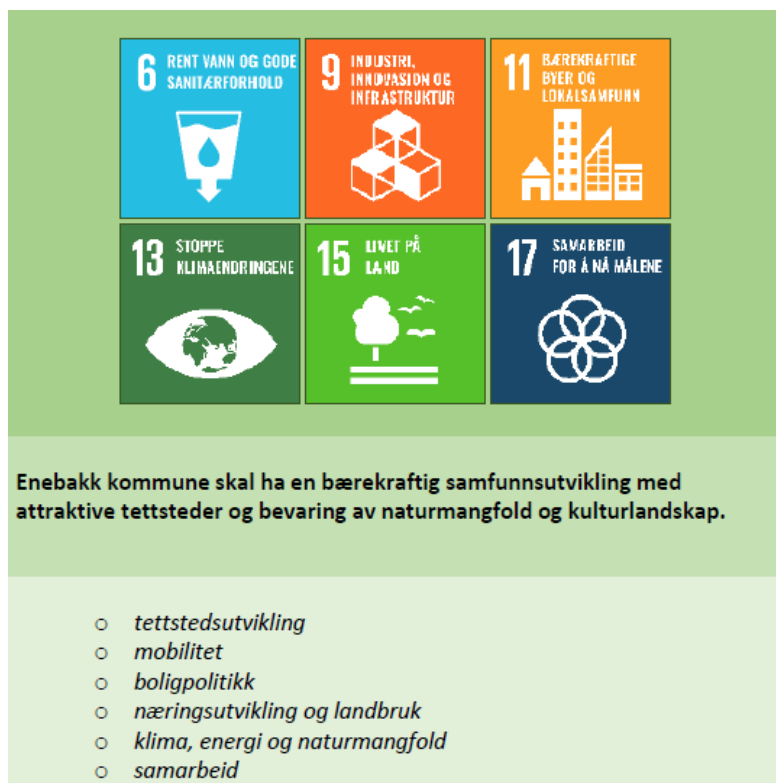 6 RENT VANN OG GODE
SANITÆRFORHOLD
9 INDUSTRI,
INNOVASJON OG
INFRASTRUKTUR
11 BÆREKRAFTIGE
BYER OG
LOKALSAMFUNN
13 STOPPE
KLIMAENDRINGENE
15 LIVET PÅ
LAND
17 SAMARBEID
FOR Å NÅ MÅLENE
Enebakk kommune skal ha en bærekraftig samfunnsutvikling med
attraktive tettsteder og bevaring av naturmangfold og kulturlandskap.
o tettstedsutvikling
o mobilitet
o boligpolitikk
o næringsutvikling og landbruk
o klima, energi og naturmangfold
o samarbeid